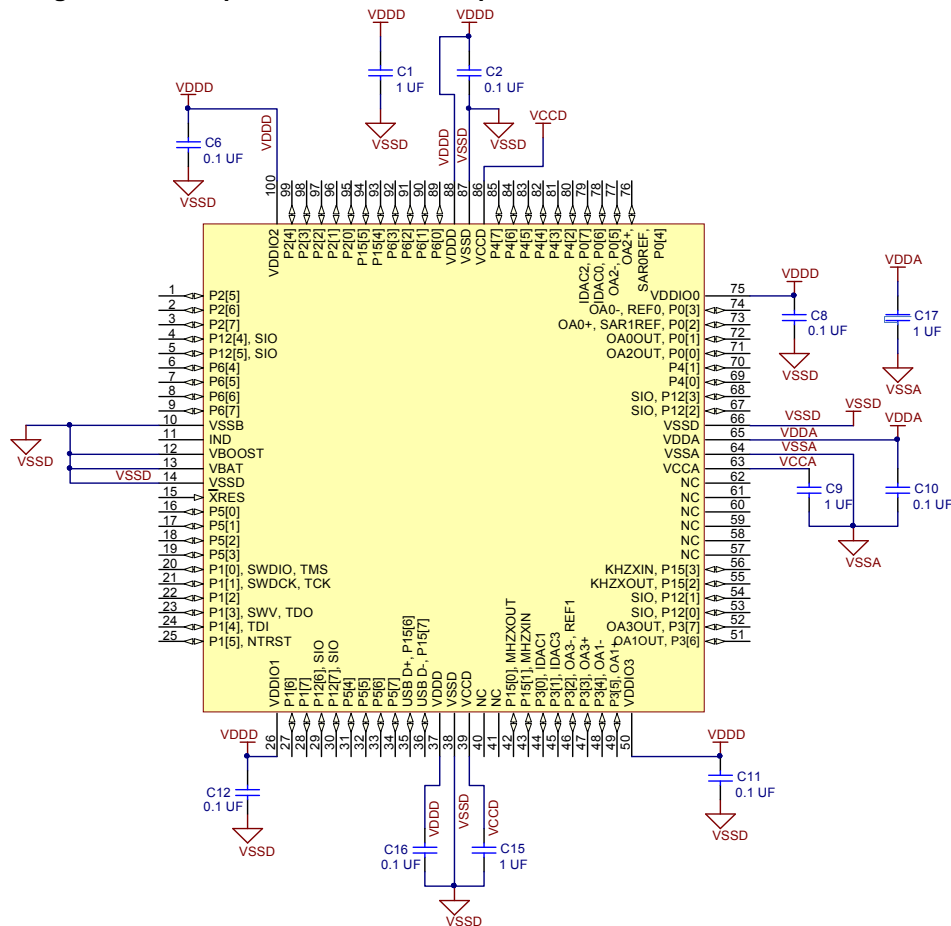 VDDD
C1
1 UF
VSSD
VDDD
C2
0.1 UF
VSSD
VDDD
VSSD
VCCD
VDDD
C6
0.1 UF
VSSD
VDDD
100
99
98
97
96
95
94
93
92
91
90
89
88
87
86
85
84
83
82
81
80
79
78
77
76
VDDIO2
P2[4]
P2[3]
P2[2]
P2[1]
P2[0]
P15[5]
P15[4]
P6[3]
P6[2]
P6[1]
P6[0]
VDDD
VSSD
VCCD
P4[7]
P4[6]
P4[5]
P4[4]
P4[3]
P4[2]
IDAC2, P0[7]
IDAC0, P0[6]
OA2-, P0[5]
OA2+,
SAR0REF,
P0[4]
1 P2[5]
2 P2[6]
3 P2[7]
4 P12[4], SIO
5 P12[5], SIO
6 P6[4]
7 P6[5]
8 P6[6]
9 P6[7]
10 VSSB
11 IND
12 VBOOST
13 VBAT
VSSD 14 VSSD
15 XRES
16 P5[0]
17 P5[1]
18 P5[2]
19 P5[3]
20 P1[0], SWDIO, TMS
21 P1[1], SWDCK, TCK
22 P1[2]
23 P1[3], SWV, TDO
24 P1[4], TDI
25 P1[5], NTRST
VSSD
VDDIO0 75
OA0-, REF0, P0[3] 74
OA0+, SAR1REF, P0[2] 73
OA0OUT, P0[1] 72
OA2OUT, P0[0] 71
P4[1] 70
P4[0] 69
SIO, P12[3] 68
SIO, P12[2] 67
VSSD 66 VSSD
VDDA 65 VDDA
VSSA 64 VSSA
VCCA 63 VCCA
NC 62
NC 61
NC 60
NC 59
NC 58
NC 57
KHZXIN, P15[3] 56
KHZXOUT, P15[2] 55
SIO, P12[1] 54
SIO, P12[0] 53
OA3OUT, P3[7] 52
OA1OUT, P3[6] 51
VDDD
C8
0.1 UF
VSSD
VDDA
C17
1 UF
VSSA
VSSD
VDDA
C9
1 UF
C10
0.1 UF
VSSA
VDDIO1
P1[6]
P1[7]
P12[6], SIO
P12[7], SIO
P5[4]
P5[5]
P5[6]
P5[7]
USB D+, P15[6]
USB D-, P15[7]
VDDD
VSSD
VCCD
NC
NC
P15[0], MHZXOUT
P15[1], MHZXIN
P3[0], IDAC1
P3[1], IDAC3
P3[2], OA3-, REF1
P3[3], OA3+
P3[4], OA1-
P3[5], OA1+
VDDIO3
26
27
28
29
30
31
32
33
34
35
36
37
38
39
40
41
42
43
44
45
46
47
48
49
50
VDDD
C12
0.1 UF
VSSD
VDDD
VSSD
VCCD
C16
0.1 UF
C15
1 UF
VSSD
VDDD
C11
0.1 UF
VSSD